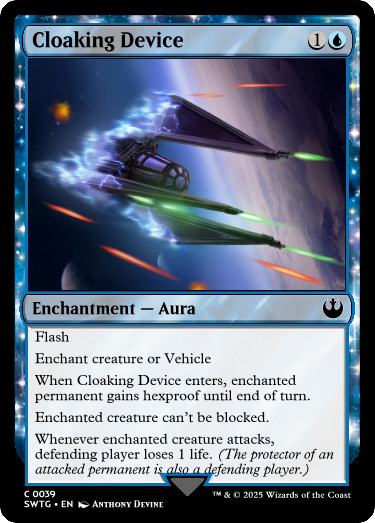 Cloaking Device 1
Enchantment — Aura
Flash
Enchant creature or Vehicle
When Cloaking Device enters, enchanted
permanent gains hexproof until end of turn.
Enchanted creature can't be blocked.
Whenever enchanted creature attacks,
defending player loses 1 life. (The protector of an
attacked permanent is also a defending player.)
C 0039
SWTG • EN Anthony Devine
™ & © 2025 Wizards of the Coast